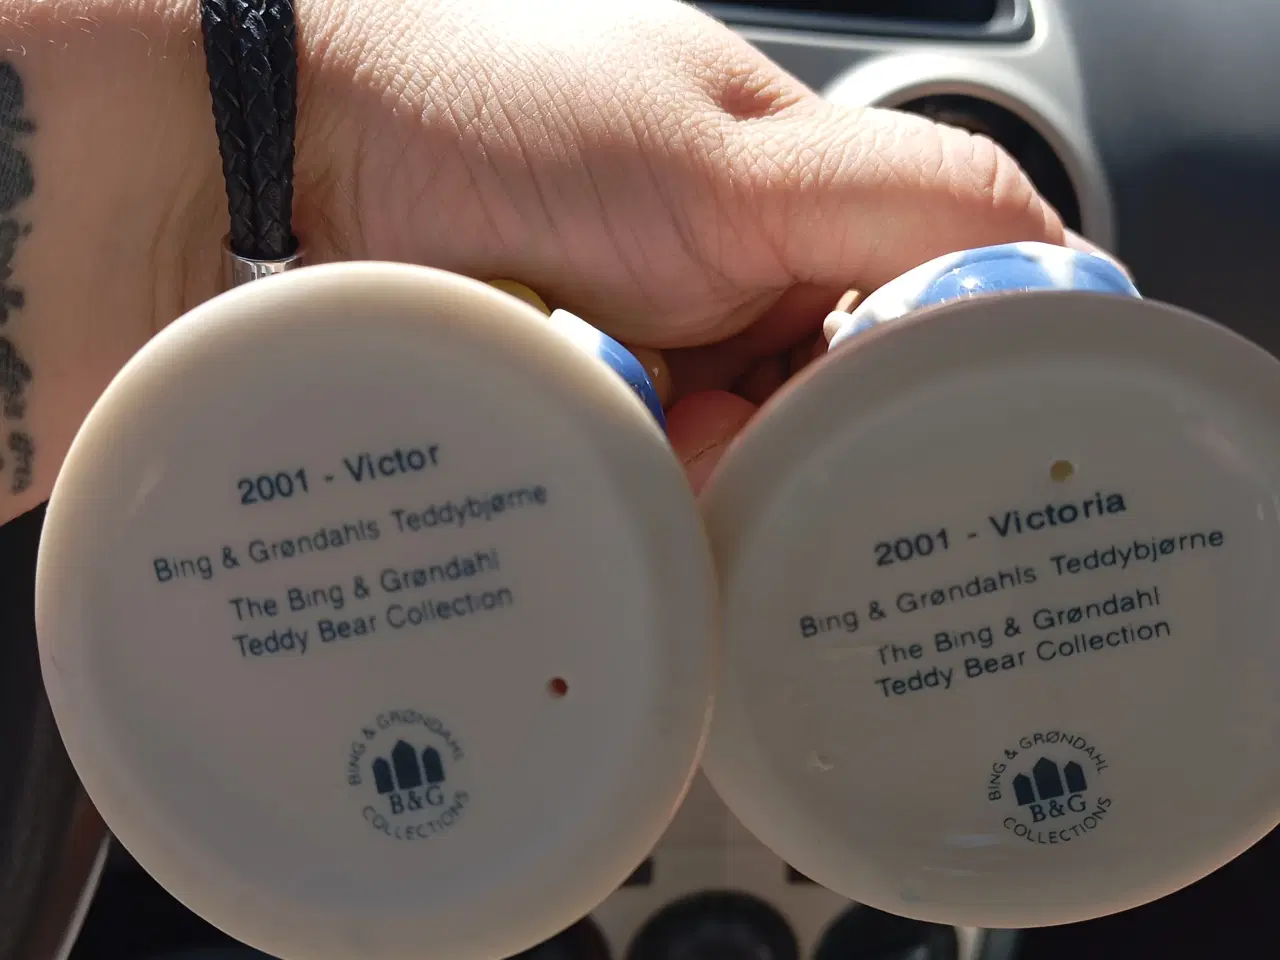 2001 - Victor
Bing & Grøndahls Teddybjørne
The Bing & Grøndahl
Teddy Bear Collection
BING & GRØNDAHL
B&G
COLLECTIONS
2001 - Victoria
Bing & Grøndahls Teddybjørne
The Bing & Grøndahl
Teddy Bear Collection
BING & GRØNDAHL
B&G
COLLECTIONS